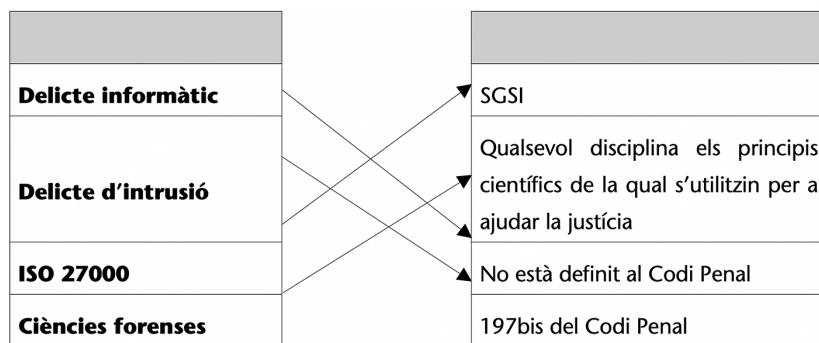 Delicte informàtic
SGSI
Delicte d'intrusió
Qualsevol disciplina els principis
científics de la qual s'utilitzin per a
ajudar la justícia
ISO 27000
No està definit al Codi Penal
Ciències forenses
197bis del Codi Penal